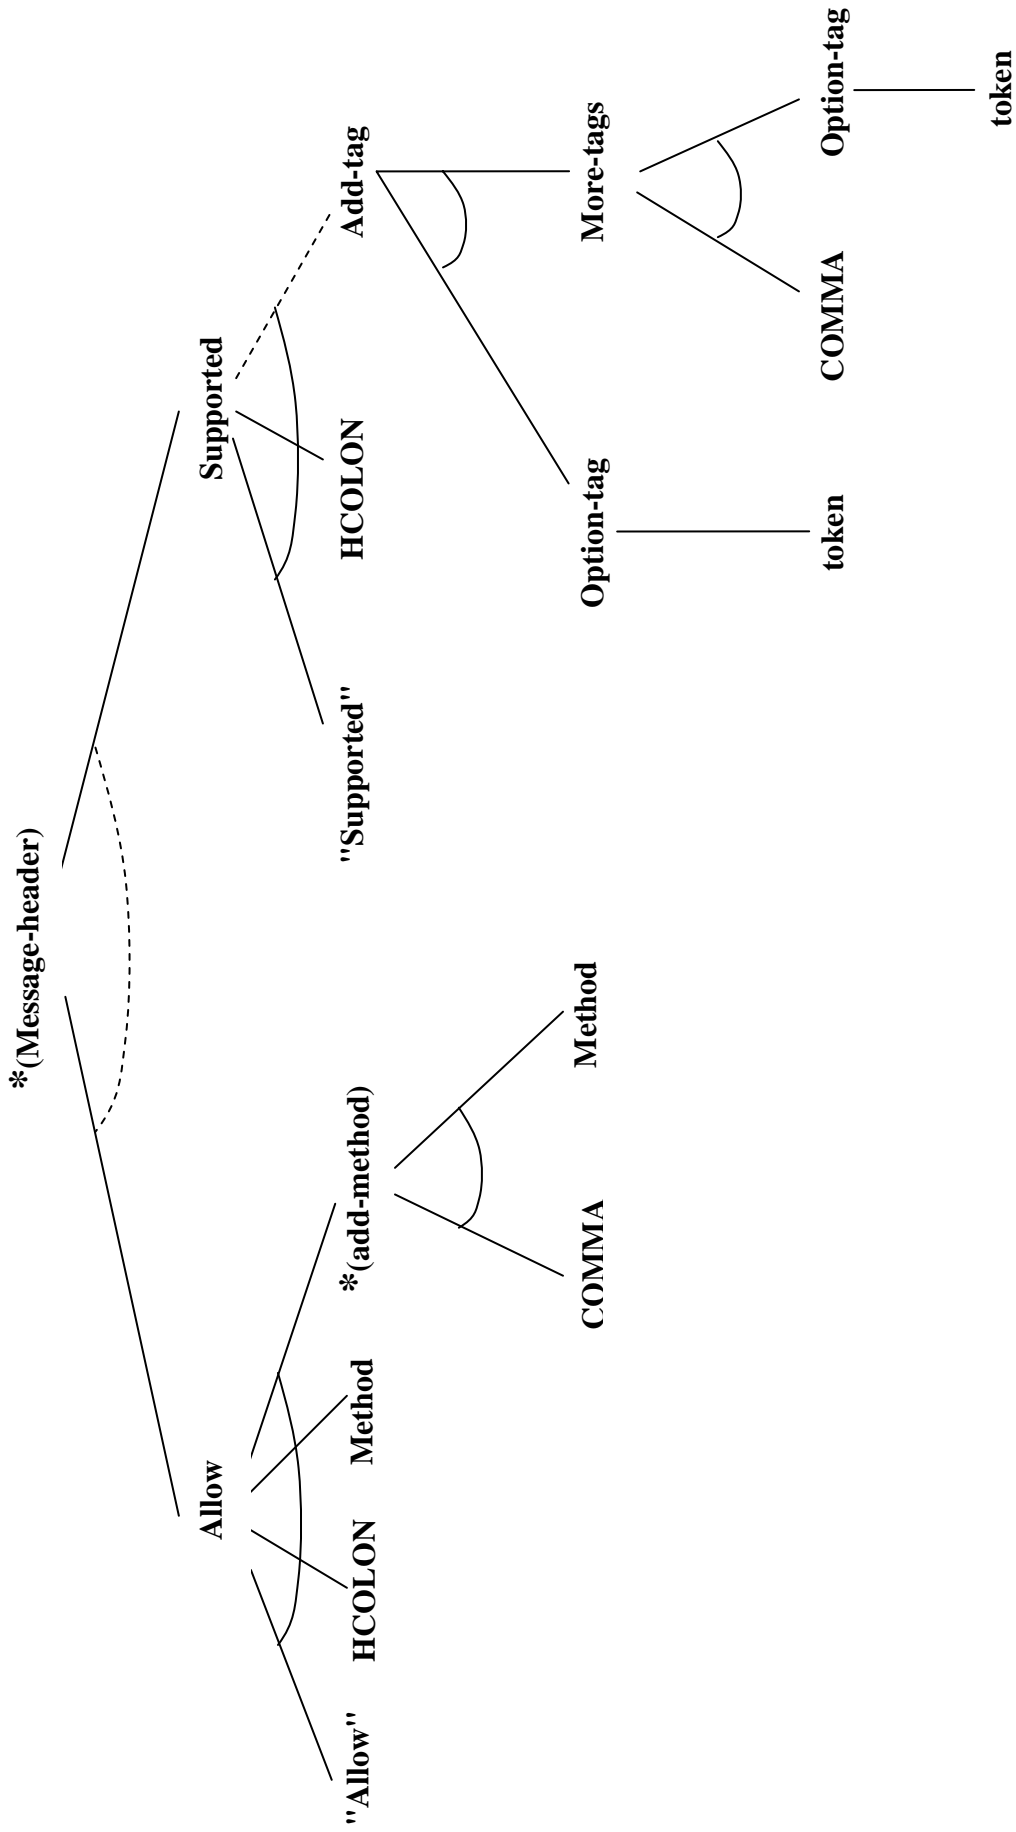 *(Message-header)
Allow
Supported
"Allow"
HCOLON
Method
*(add-method)
"Supported"
HCOLON
Add-tag
COMMA
Method
Option-tag
More-tags
token
COMMA
Option-tag
token